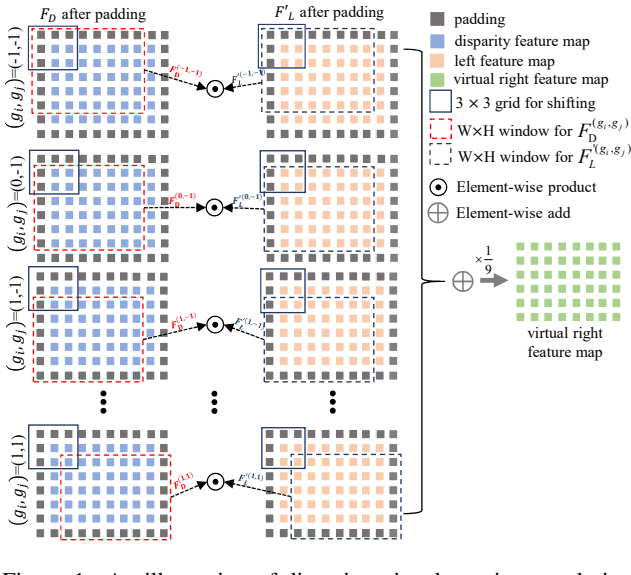 F_D after padding
F'_L after padding
(g_i, g_j)=(-1,-1)
F_D^(-1,-1)
F_L'^(-1,-1)
(g_i, g_j)=(0,-1)
F_D^(0,-1)
F_L'^(0,-1)
(g_i, g_j)=(1,-1)
F_D^(1,-1)
F_L'^(1,-1)
(g_i, g_j)=(1,1)
F_D^(1,1)
F_L'^(1,1)
padding
disparity feature map
left feature map
virtual right feature map
3 × 3 grid for shifting
W×H window for F_D^(g_i,g_j)
W×H window for F_L'^(g_i,g_j)
Element-wise product
Element-wise add
×1/9
virtual right
feature map